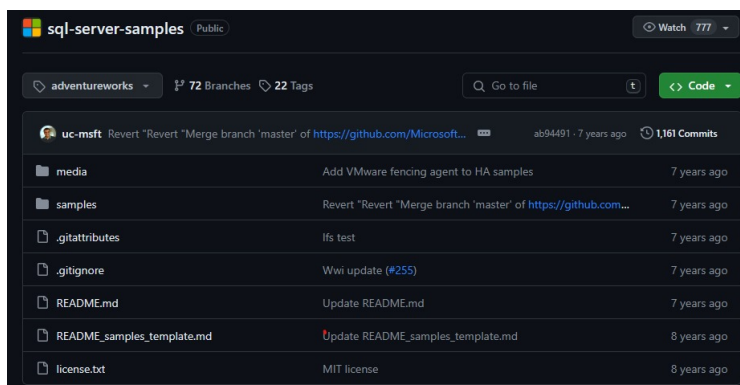 sql-server-samples Public Watch 777
adventureworks 72 Branches 22 Tags Go to file t <> Code
uc-msft Revert "Revert "Merge branch 'master' of https://github.com/Microsoft... ab94491 · 7 years ago 1,161 Commits
media Add VMware fencing agent to HA samples 7 years ago
samples Revert "Revert "Merge branch 'master' of https://github.com... 7 years ago
.gitattributes lfs test 7 years ago
.gitignore Wwi update (#255) 7 years ago
README.md Update README.md 7 years ago
README_samples_template.md Update README_samples_template.md 8 years ago
license.txt MIT license 8 years ago